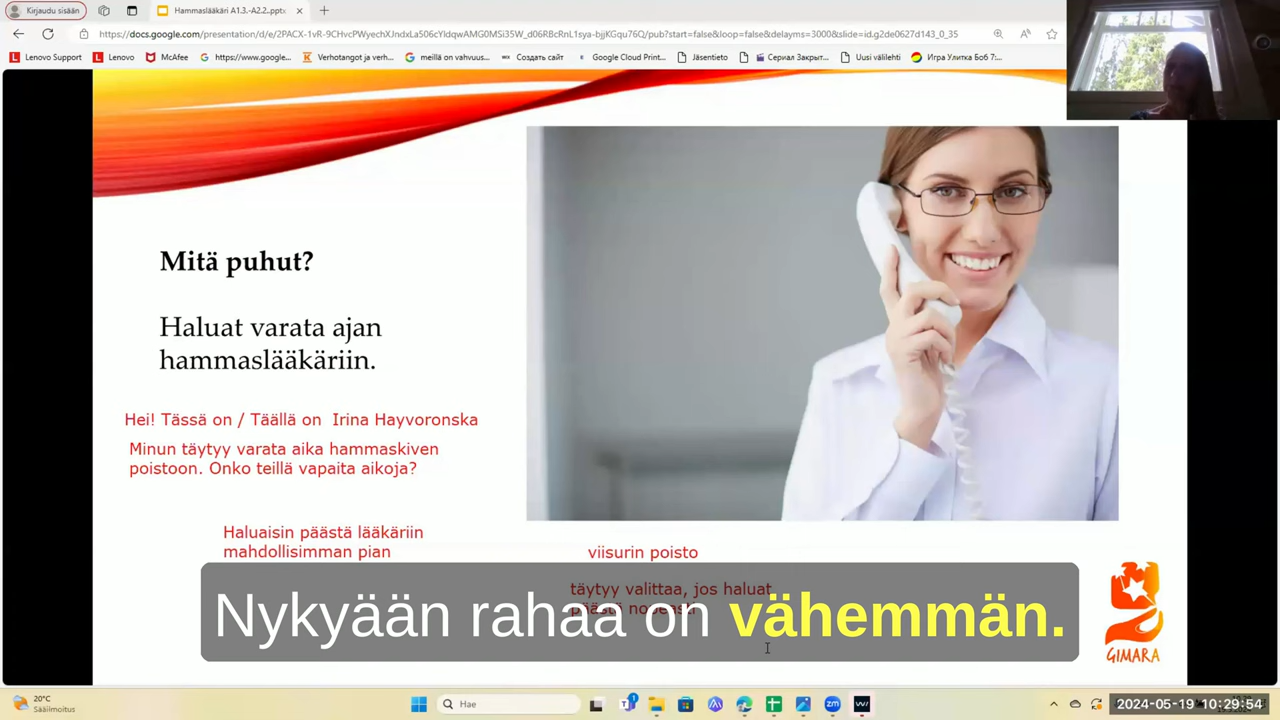 Kirjaudu sisään
Hammaslääkäri A1.3.-A2.2..pptx
https://docs.google.com/presentation/d/e/2PACX-1vR-9CHvcPWyechXJndxLa506cYldqwAMG0MSi35W_d06RBcRnL1sya-bjjKGqu76Q/pub?start=false&loop=false&delayms=3000&slide=id.g2de0627d143_0_35
Lenovo Support
Lenovo
McAfee
https://www.google...
Verhotangot ja verh...
meillä on vahvuus...
Создать сайт
Google Cloud Print...
Jäsentieto
Сериал Закрыт...
Uusi välilehti
Игра Улитка Боб 7:...
Mitä puhut?
Haluat varata ajan
hammaslääkäriin.
Hei! Tässä on / Täällä on Irina Hayvoronska
Minun täytyy varata aika hammaskiven
poistoon. Onko teillä vapaita aikoja?
Haluaisin päästä lääkäriin
mahdollisimman pian
viisurin poisto
täytyy valittaa, jos haluat
Nykyään rahaa on vähemmän.
GIMARA
20°C
Sääilmoitus
Hae
2024-05-19 10:29:54